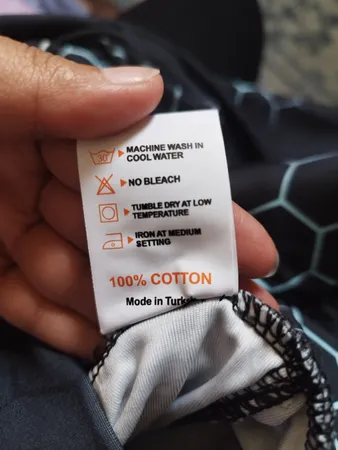 30°
MACHINE WASH IN
COOL WATER
NO BLEACH
TUMBLE DRY AT LOW
TEMPERATURE
IRON AT MEDIUM
SETTING
100% COTTON
Made in